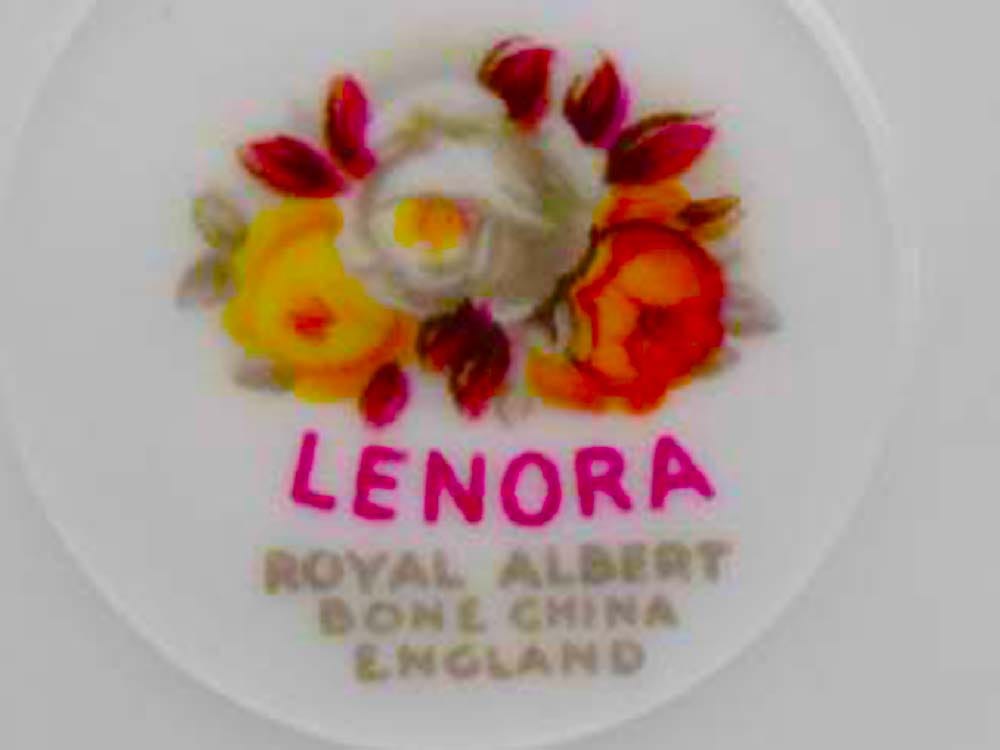 LENORA
ROYAL ALBERT
BONE CHINA
ENGLAND